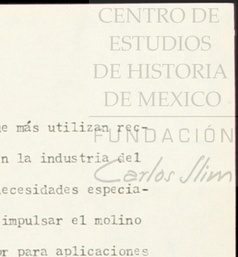 CENTRO DE
ESTUDIOS
DE HISTORIA
DE MEXICO
más utilizan rec-
FUNDACIÓN
la industria del
Carlos Slim
especia-
impulsar el molino
para aplicaciones